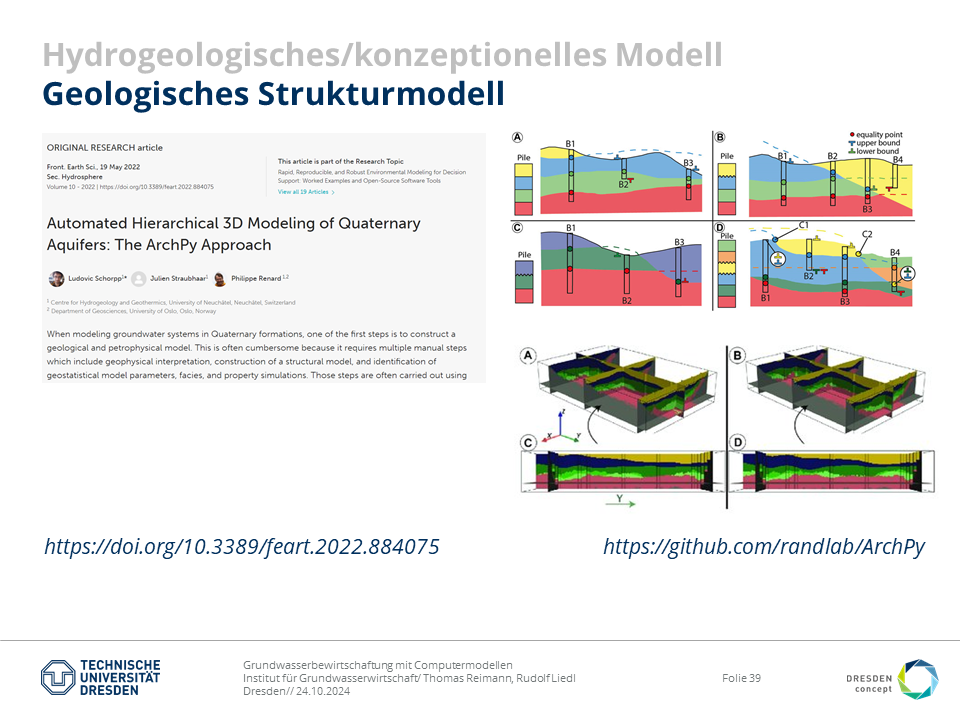 Hydrogeologisches/konzeptionelles Modell
Geologisches Strukturmodell
ORIGINAL RESEARCH article
Front. Earth Sci., 19 May 2022
Sec. Hydrosphere
Volume 10 - 2022 | https://doi.org/10.3389/feart.2022.884075
This article is part of the Research Topic
Rapid, Reproducible, and Robust Environmental Modeling for Decision
Support: Worked Examples and Open-Source Software Tools
View all 19 Articles >
Automated Hierarchical 3D Modeling of Quaternary
Aquifers: The ArchPy Approach
Ludovic Schorpp1* Julien Straubhaar1 Philippe Renard1,2
1 Centre for Hydrogeology and Geothermics, University of Neuchâtel, Neuchâtel, Switzerland
2 Department of Geosciences, University of Oslo, Oslo, Norway
When modeling groundwater systems in Quaternary formations, one of the first steps is to construct a
geological and petrophysical model. This is often cumbersome because it requires multiple manual steps
which include geophysical interpretation, construction of a structural model, and identification of
geostatistical model parameters, facies, and property simulations. Those steps are often carried out using
A
Pile
B1
B2
B3
B
Pile
B1
B2
B3
B4
equality point
upper bound
lower bound
C
Pile
B1
B2
B3
D
Pile
C1
C2
B1
B2
B3
B4
A
B
z
x
y
C
D
Y
https://doi.org/10.3389/feart.2022.884075
https://github.com/randlab/ArchPy
TECHNISCHE
UNIVERSITÄT
DRESDEN
Grundwasserbewirtschaftung mit Computermodellen
Institut für Grundwasserwirtschaft/ Thomas Reimann, Rudolf Liedl
Dresden// 24.10.2024
Folie 39
DRESDEN
concept